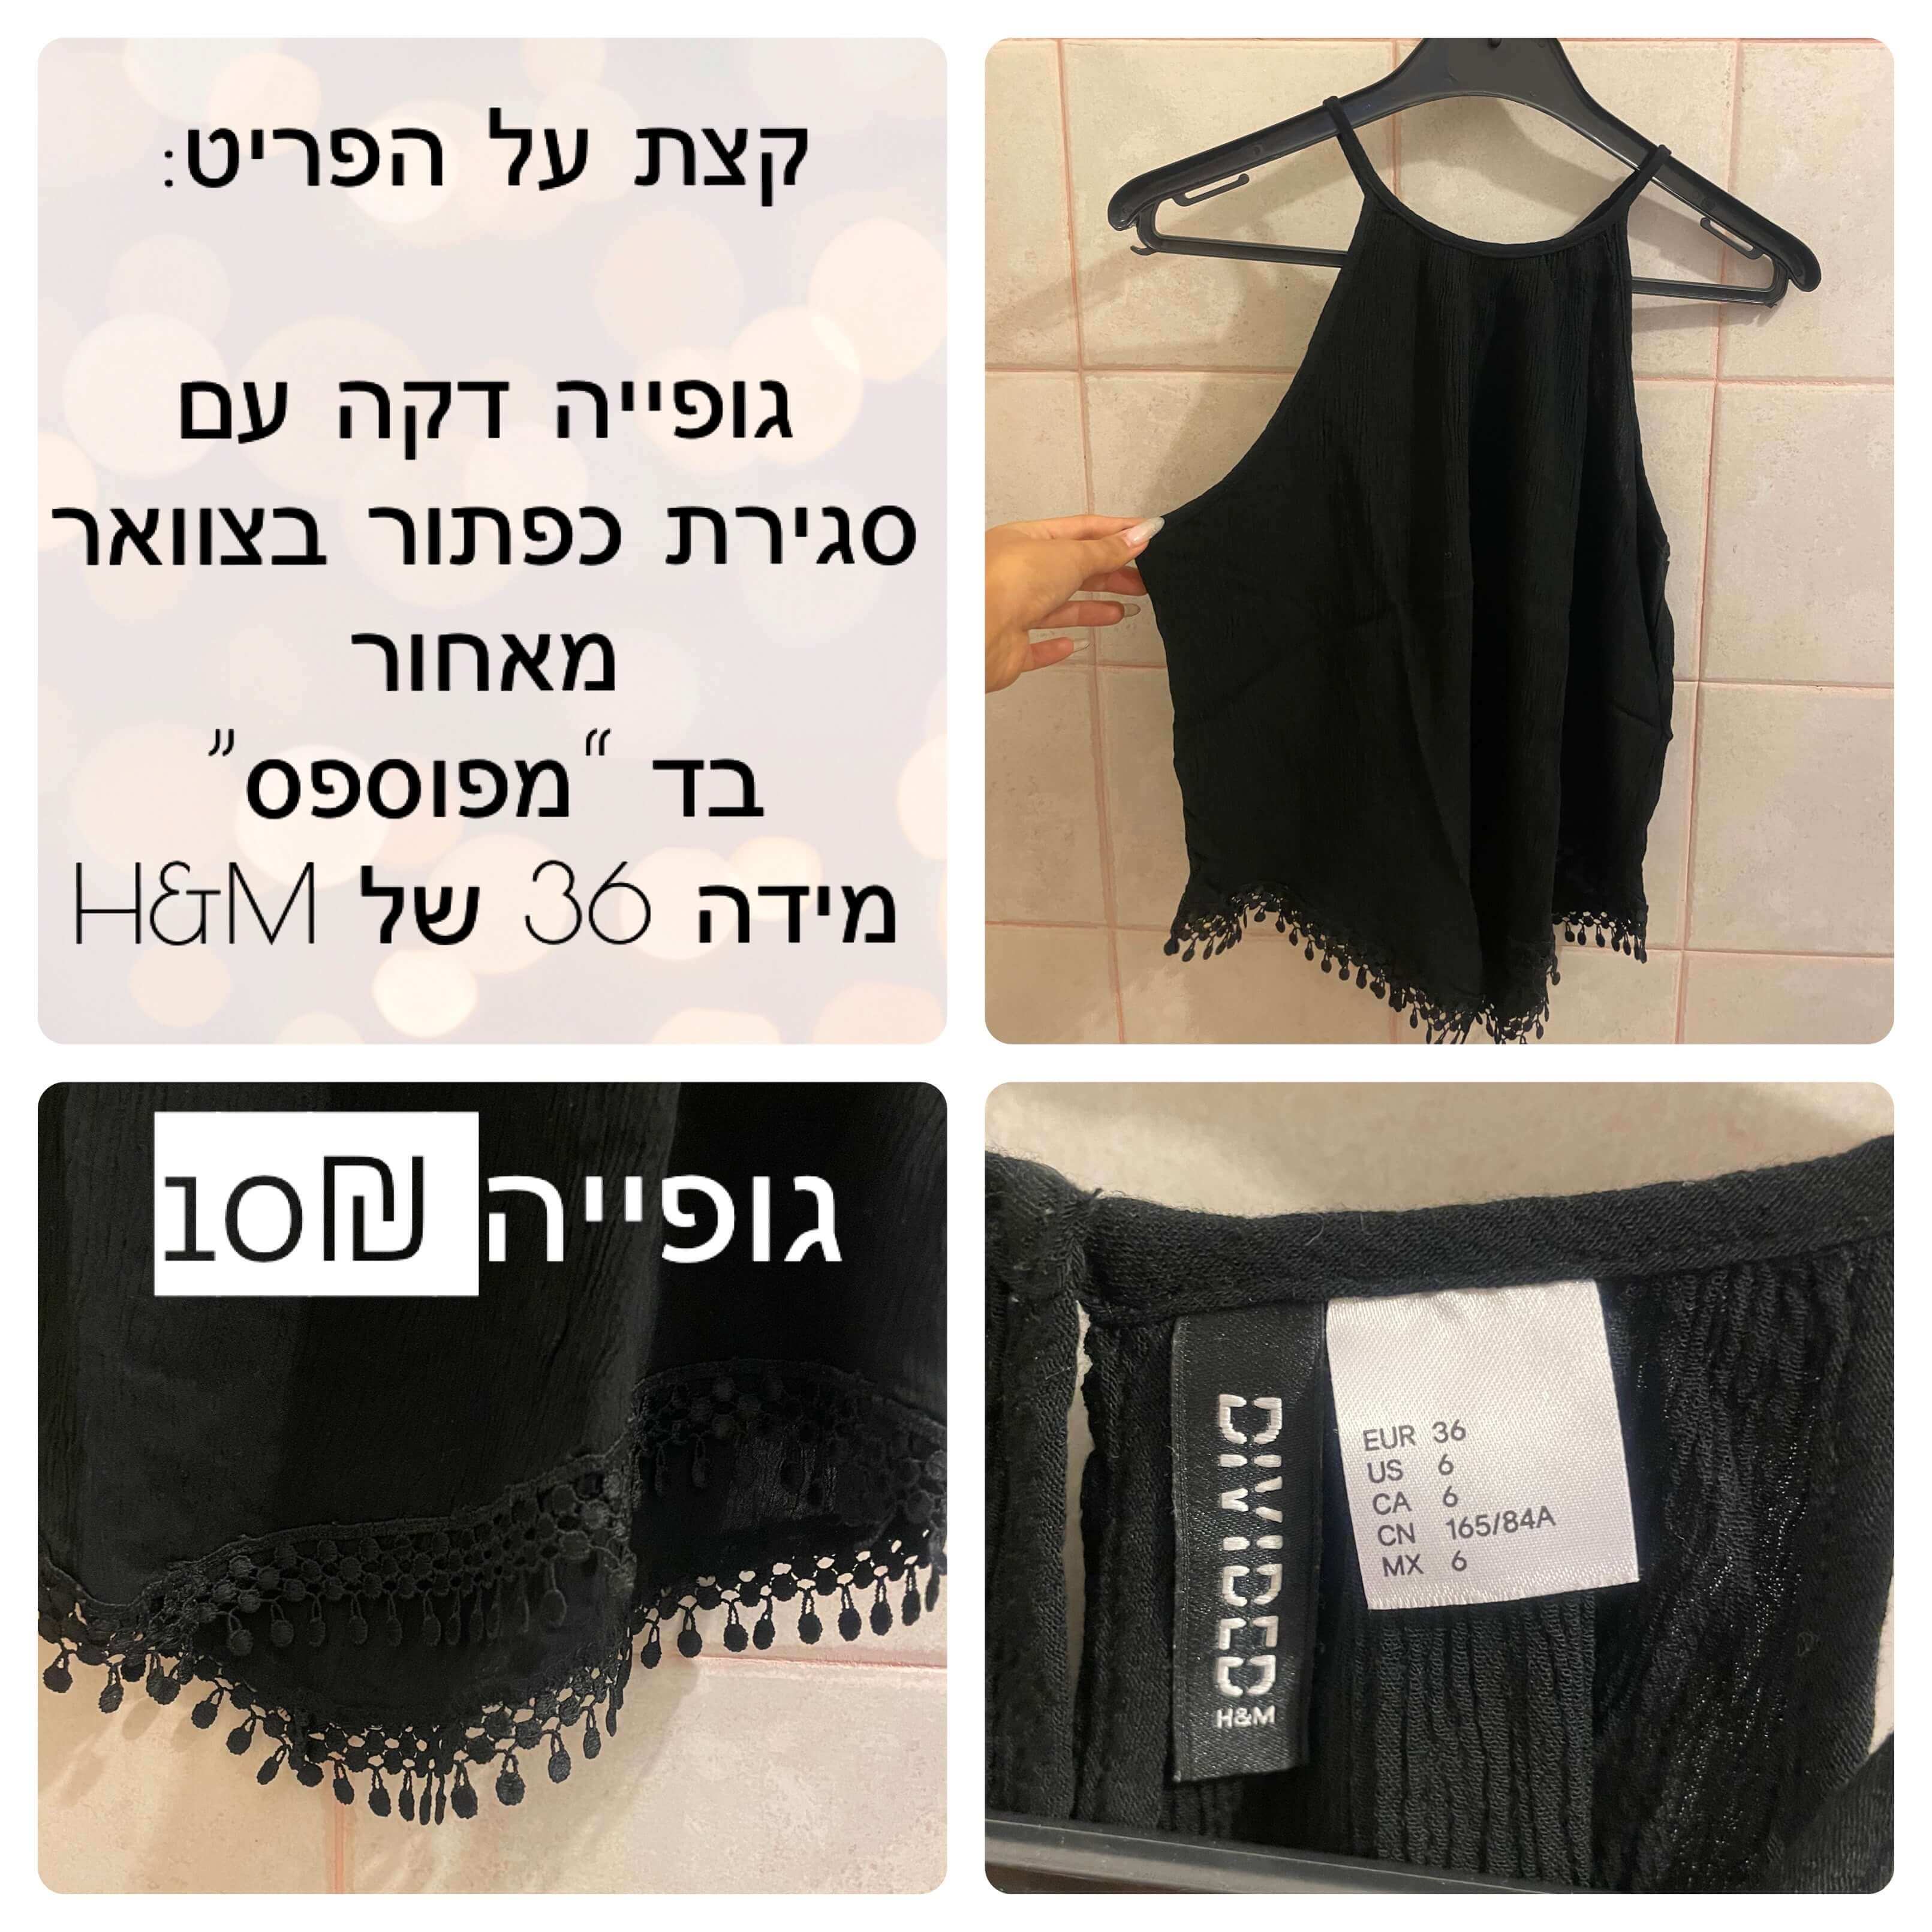 קצת על הפריט:
גופייה דקה עם
סגירת כפתור בצוואר
מאחור
בד “מפוספס”
מידה 36 של H&M
גופייה 10₪
DIVIDED
H&M
EUR 36
US 6
CA 6
CN 165/84A
MX 6